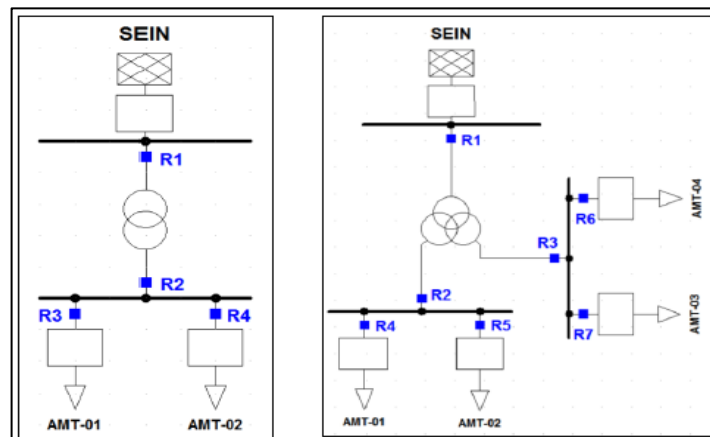 SEIN
R1
R2
R3
R4
AMT-01
AMT-02
SEIN
R1
R3
R2
R4
R5
R6
R7
AMT-04
AMT-03
AMT-01
AMT-02